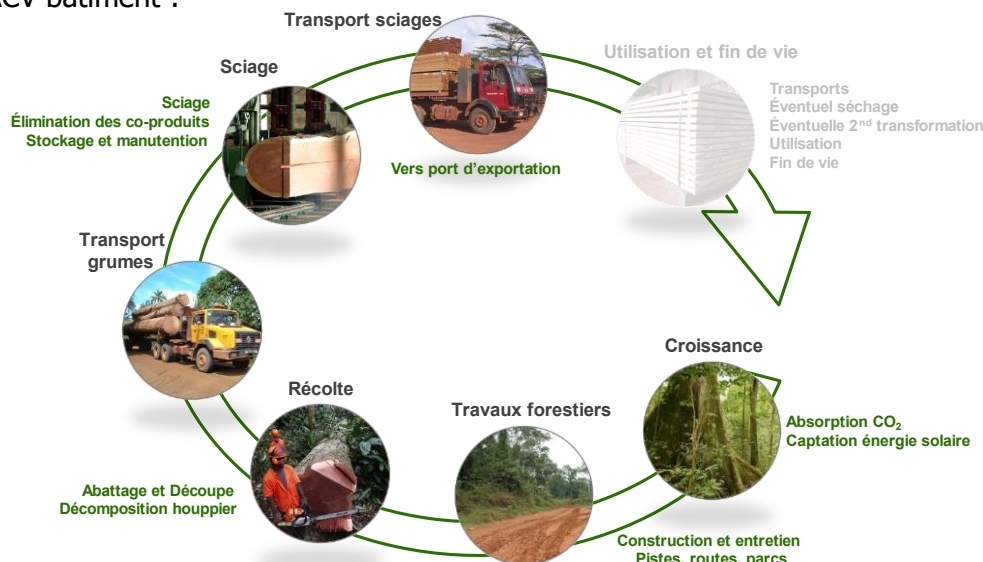 ACV bâtiment :
Transport sciages
Utilisation et fin de vie
Sciage
Transports
Éventuel séchage
Éventuelle 2nd transformation
Utilisation
Fin de vie
Sciage
Élimination des co-produits
Stockage et manutention
Vers port d’exportation
Transport
grumes
Croissance
Récolte
Travaux forestiers
Absorption CO₂
Captation énergie solaire
Abattage et Découpe
Décomposition houppier
Construction et entretien
Pistes, routes, parcs